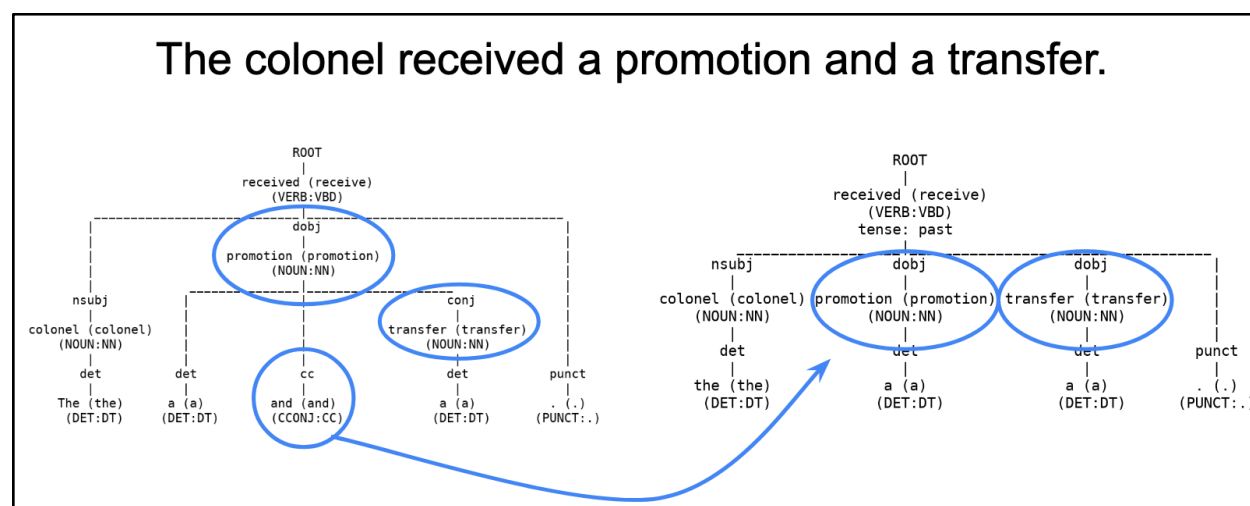 The colonel received a promotion and a transfer.
ROOT
received (receive)
(VERB:VBD)
dobj
promotion (promotion)
(NOUN:NN)
nsubj conj
colonel (colonel) transfer (transfer)
(NOUN:NN) (NOUN:NN)
det det cc det punct
The (the) a (a) and (and) a (a) . (.)
(DET:DT) (DET:DT) (CCONJ:CC) (DET:DT) (PUNCT:.)
ROOT
received (receive)
(VERB:VBD)
tense: past
nsubj dobj dobj
colonel (colonel) promotion (promotion) transfer (transfer)
(NOUN:NN) (NOUN:NN) (NOUN:NN)
det det det punct
the (the) a (a) a (a) . (.)
(DET:DT) (DET:DT) (DET:DT) (PUNCT:.)